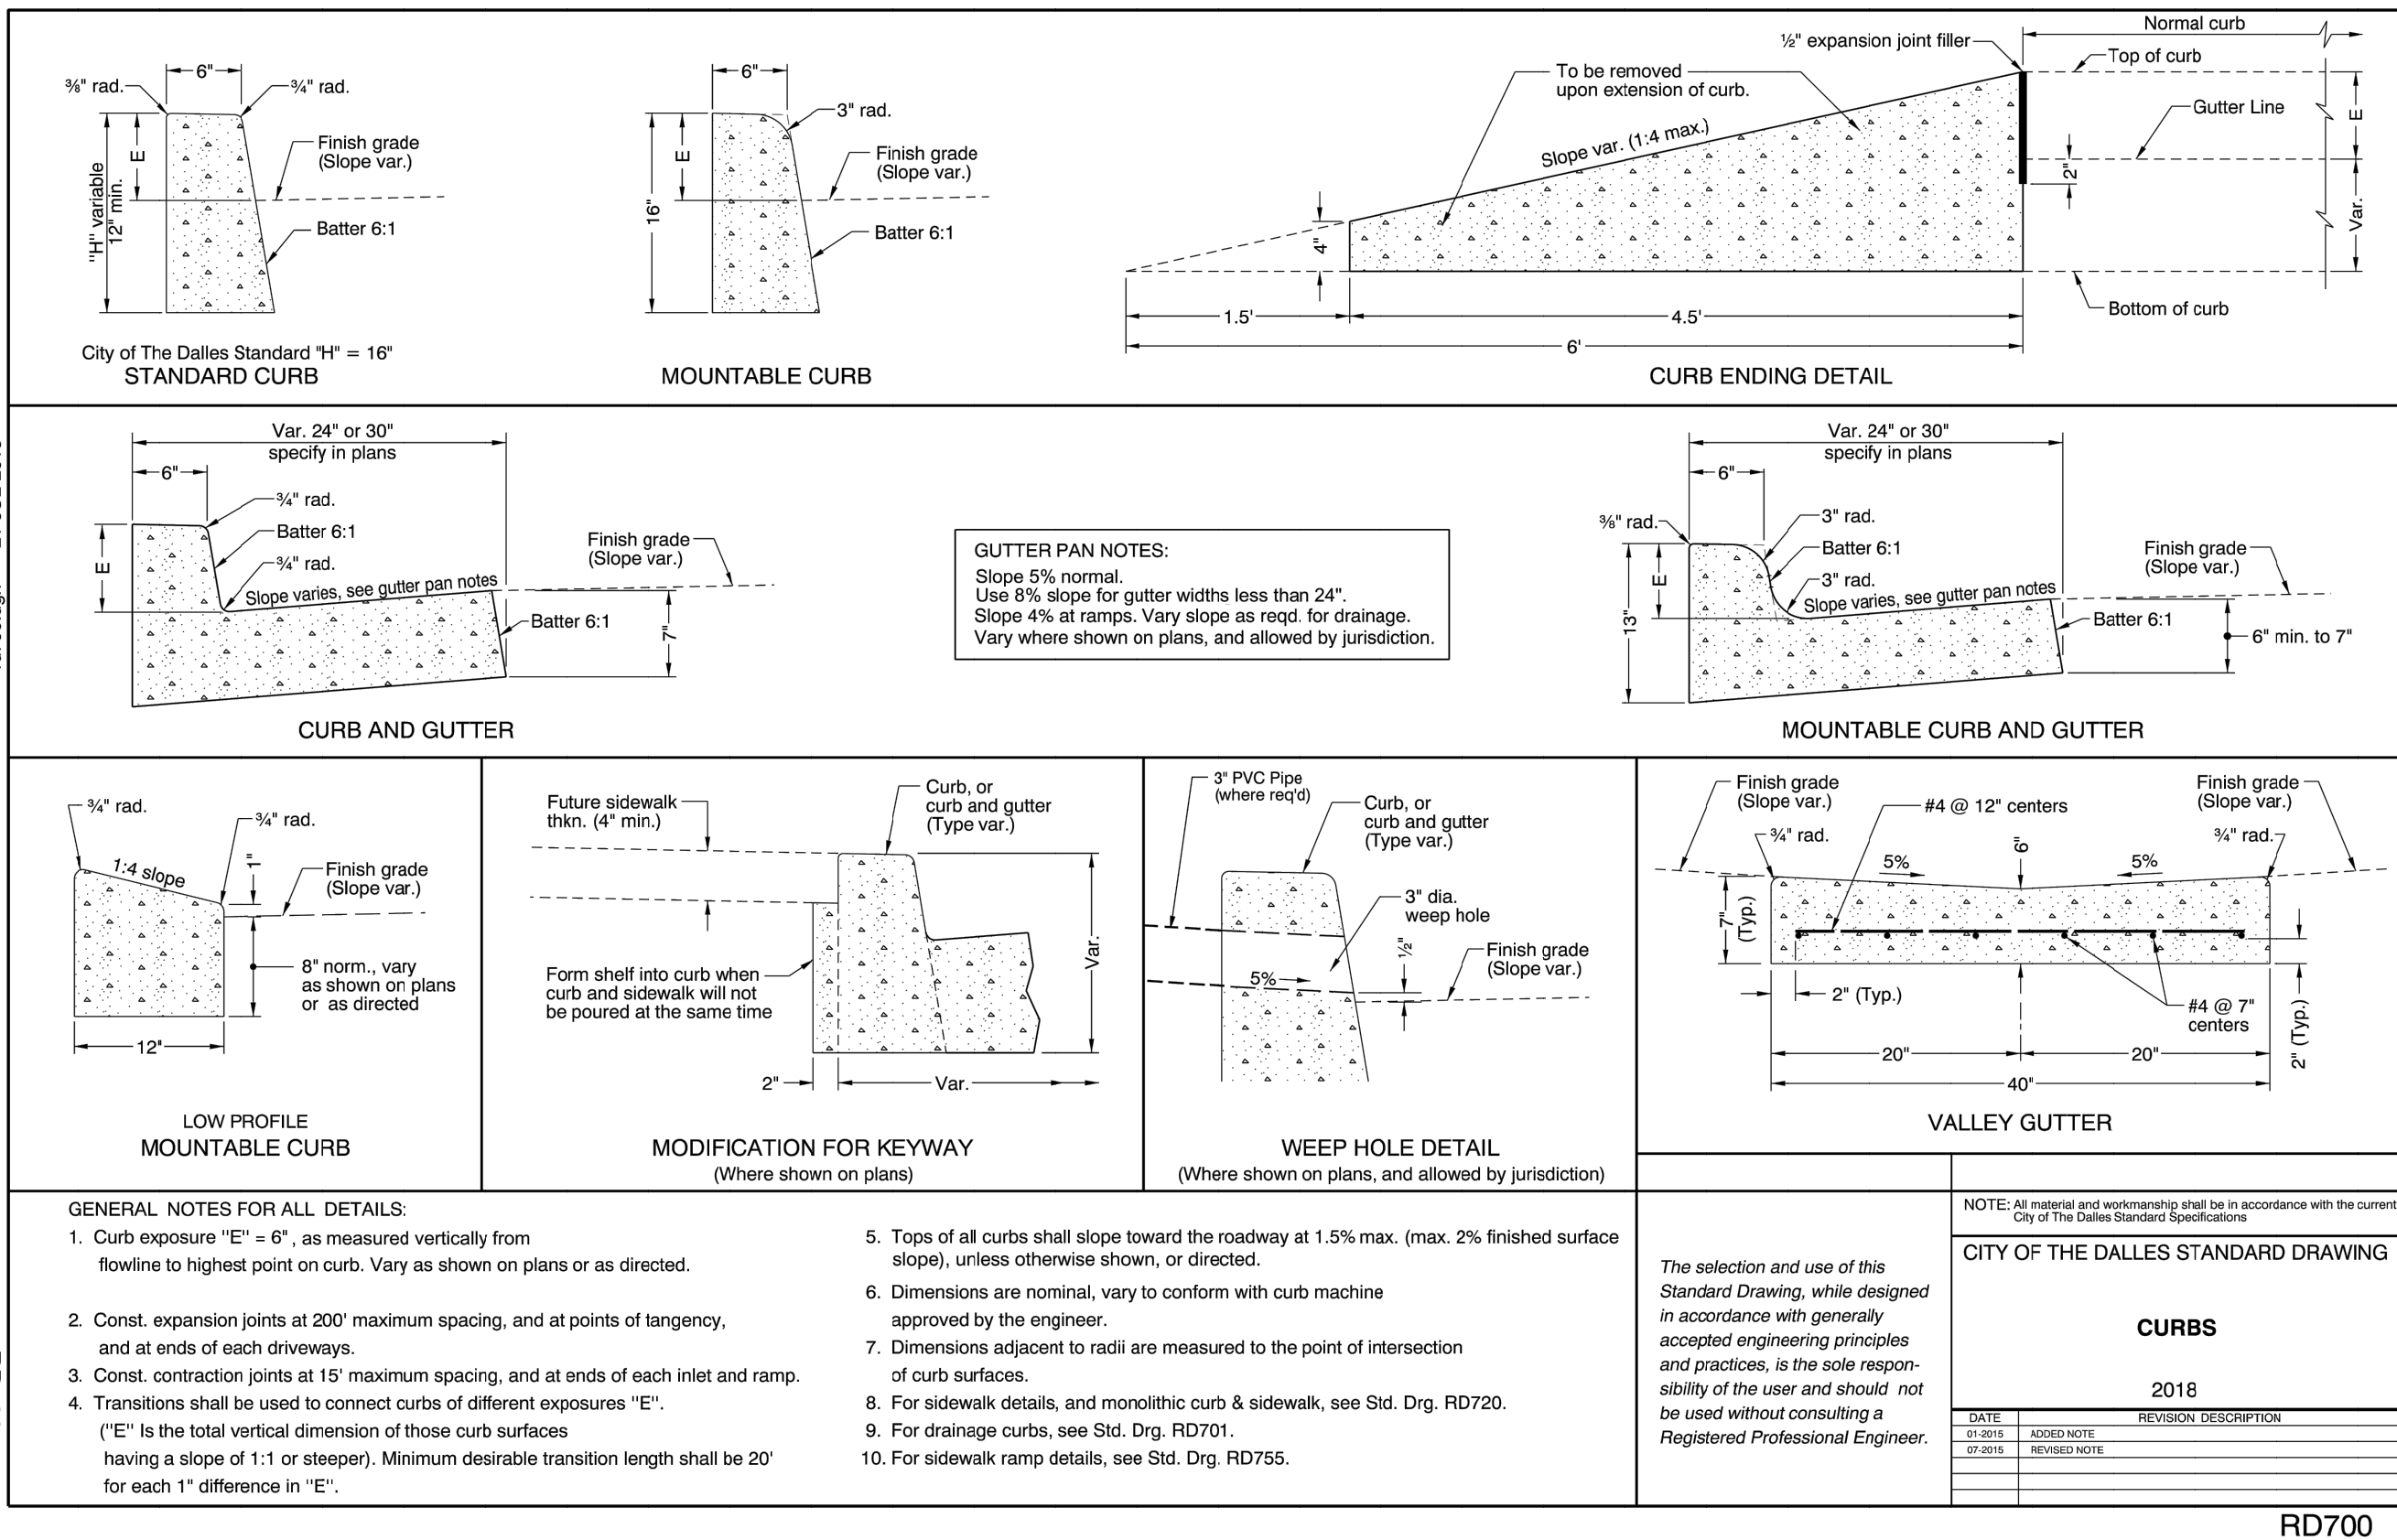 ⅜" rad.
6"
¾" rad.
Finish grade
(Slope var.)
E
"H" variable
12" min.
Batter 6:1
City of The Dalles Standard "H" = 16"
STANDARD CURB
6"
3" rad.
Finish grade
(Slope var.)
E
16"
Batter 6:1
MOUNTABLE CURB
Normal curb
½" expansion joint filler
Top of curb
To be removed
upon extension of curb.
Gutter Line
E
Slope var. (1:4 max.)
2"
Var.
4"
Bottom of curb
1.5'
4.5'
6'
CURB ENDING DETAIL
Var. 24" or 30"
specify in plans
6"
¾" rad.
Batter 6:1
¾" rad.
E
Slope varies, see gutter pan notes
Finish grade
(Slope var.)
Batter 6:1
7"
CURB AND GUTTER
GUTTER PAN NOTES:
Slope 5% normal.
Use 8% slope for gutter widths less than 24".
Slope 4% at ramps. Vary slope as reqd. for drainage.
Vary where shown on plans, and allowed by jurisdiction.
Var. 24" or 30"
specify in plans
6"
⅜" rad.
3" rad.
Batter 6:1
3" rad.
E
13"
Slope varies, see gutter pan notes
Finish grade
(Slope var.)
Batter 6:1
6" min. to 7"
MOUNTABLE CURB AND GUTTER
¾" rad.
¾" rad.
1:4 slope
1"
Finish grade
(Slope var.)
8" norm., vary
as shown on plans
or as directed
12"
LOW PROFILE
MOUNTABLE CURB
Future sidewalk
thkn. (4" min.)
Curb, or
curb and gutter
(Type var.)
Form shelf into curb when
curb and sidewalk will not
be poured at the same time
Var.
2"
Var.
MODIFICATION FOR KEYWAY
(Where shown on plans)
3" PVC Pipe
(where req'd)
Curb, or
curb and gutter
(Type var.)
3" dia.
weep hole
½"
Finish grade
(Slope var.)
5%
WEEP HOLE DETAIL
(Where shown on plans, and allowed by jurisdiction)
Finish grade
(Slope var.)
#4 @ 12" centers
Finish grade
(Slope var.)
¾" rad.
6"
¾" rad.
5%
5%
7"
(Typ.)
2" (Typ.)
#4 @ 7"
centers
2" (Typ.)
20"
20"
40"
VALLEY GUTTER
GENERAL NOTES FOR ALL DETAILS:
1. Curb exposure "E" = 6", as measured vertically from
flowline to highest point on curb. Vary as shown on plans or as directed.
2. Const. expansion joints at 200' maximum spacing, and at points of tangency,
and at ends of each driveways.
3. Const. contraction joints at 15' maximum spacing, and at ends of each inlet and ramp.
4. Transitions shall be used to connect curbs of different exposures "E".
("E" Is the total vertical dimension of those curb surfaces
having a slope of 1:1 or steeper). Minimum desirable transition length shall be 20'
for each 1" difference in "E".
5. Tops of all curbs shall slope toward the roadway at 1.5% max. (max. 2% finished surface
slope), unless otherwise shown, or directed.
6. Dimensions are nominal, vary to conform with curb machine
approved by the engineer.
7. Dimensions adjacent to radii are measured to the point of intersection
of curb surfaces.
8. For sidewalk details, and monolithic curb & sidewalk, see Std. Drg. RD720.
9. For drainage curbs, see Std. Drg. RD701.
10. For sidewalk ramp details, see Std. Drg. RD755.
The selection and use of this
Standard Drawing, while designed
in accordance with generally
accepted engineering principles
and practices, is the sole respon-
sibility of the user and should not
be used without consulting a
Registered Professional Engineer.
NOTE: All material and workmanship shall be in accordance with the current
City of The Dalles Standard Specifications
CITY OF THE DALLES STANDARD DRAWING
CURBS
2018
DATE REVISION DESCRIPTION
01-2015 ADDED NOTE
07-2015 REVISED NOTE
RD700